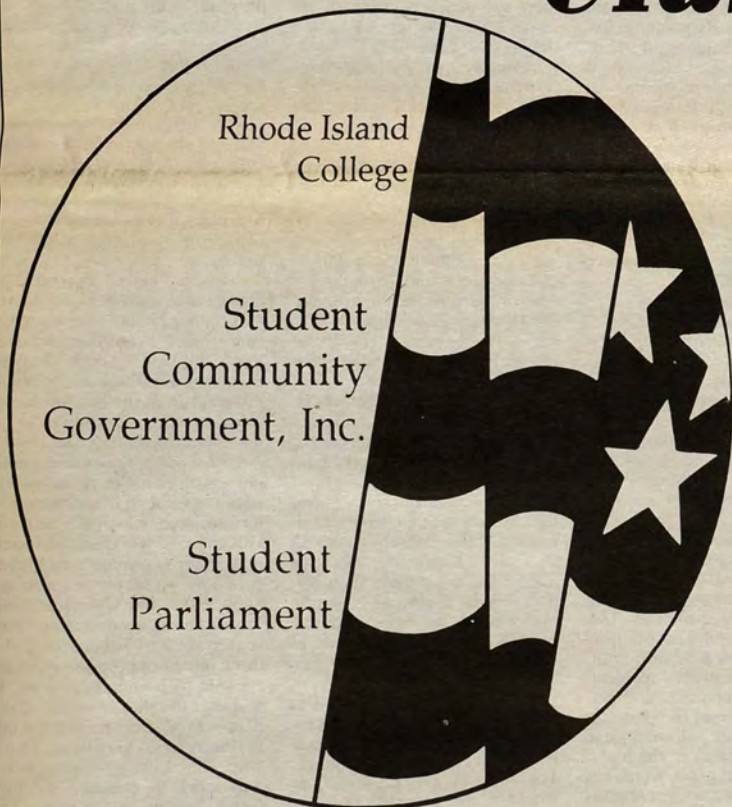 Rhode Island
College
Student
Community
Government, Inc.
Student
Parliament